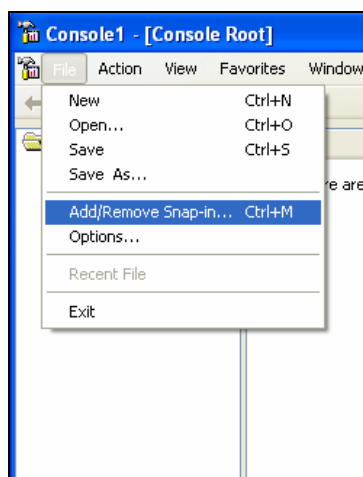 Console1 - [Console Root]
File Action View Favorites Window
New Ctrl+N
Open... Ctrl+O
Save Ctrl+S
Save As...
re are
Add/Remove Snap-in... Ctrl+M
Options...
Recent File
Exit